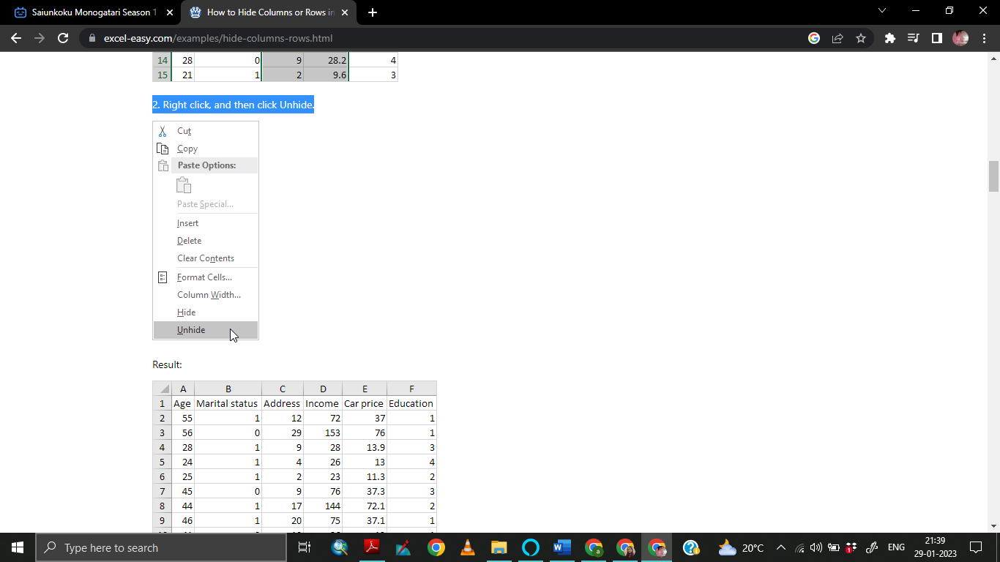 Saiunkoku Monogatari Season 1
How to Hide Columns or Rows in
excel-easy.com/examples/hide-columns-rows.html
14 28 0 9 28.2 4
15 21 1 2 9.6 3
2. Right click, and then click Unhide.
Cut
Copy
Paste Options:
Paste Special...
Insert
Delete
Clear Contents
Format Cells...
Column Width...
Hide
Unhide
Result:
A B C D E F
1 Age Marital status Address Income Car price Education
2 55 1 12 72 37 1
3 56 0 29 153 76 1
4 28 1 9 28 13.9 3
5 24 1 4 26 13 4
6 25 1 2 23 11.3 2
7 45 0 9 76 37.3 3
8 44 1 17 144 72.1 2
9 46 1 20 75 37.1 1
Type here to search
20°C
ENG
21:39
29-01-2023